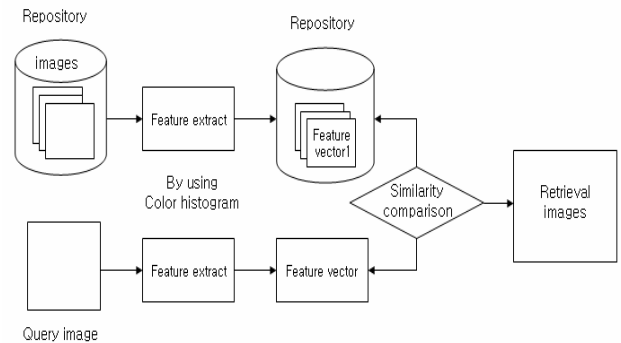 Repository
Repository
images
Feature extract
Feature
vector1
By using
Color histogram
Similarity
comparison
Retrieval
images
Feature extract
Feature vector
Query image